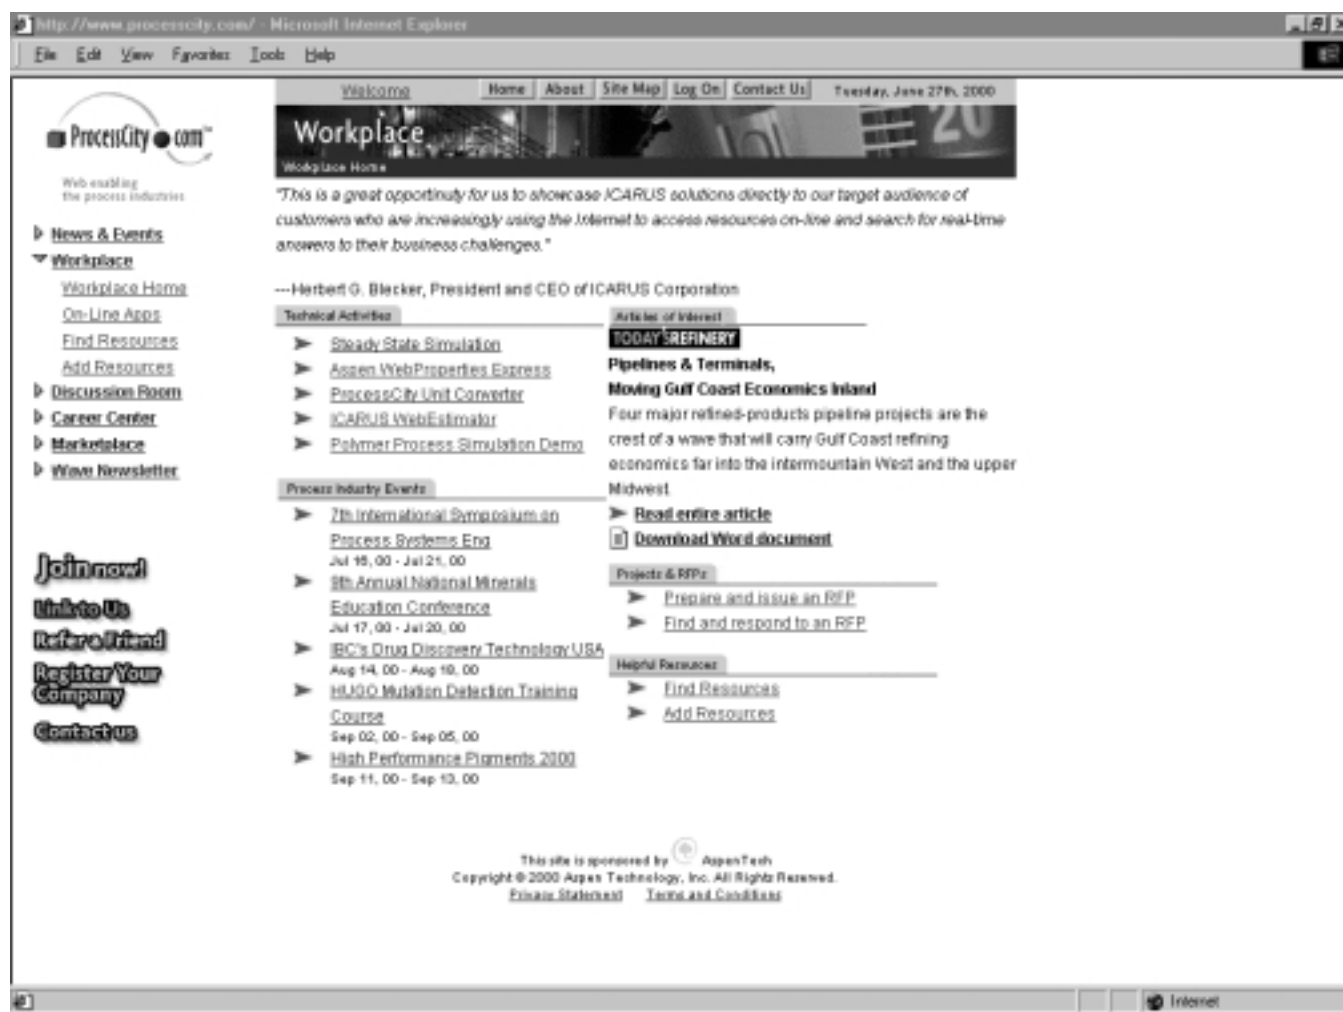 http://www.processcity.com/ - Microsoft Internet Explorer
File Edit View Favorites Tools Help
Welcome Home About Site Map Log On Contact Us Tuesday, June 27th, 2000
ProcessCity.com™
Web enabling
the process industries
Workplace
20
Workplace Home
"This is a great opportinuty for us to showcase ICARUS solutions directly to our target audience of
customers who are increasingly using the Internet to access resources on-line and search for real-time
answers to their business challenges."
---Herbert G. Blecker, President and CEO of ICARUS Corporation
News & Events
Workplace
Workplace Home
On-Line Apps
Find Resources
Add Resources
Discussion Room
Career Center
Marketplace
Wave Newsletter
Join now!
Link to Us
Refer a Friend
Register Your
Company
Contact us
Technical Activities
Steady State Simulation
Aspen WebProperties Express
ProcessCity Unit Converter
ICARUS WebEstimator
Polymer Process Simulation Demo
Process Industry Events
7th International Symposium on
Process Systems Eng
Jul 16, 00 - Jul 21, 00
9th Annual National Minerals
Education Conference
Jul 17, 00 - Jul 20, 00
IBC's Drug Discovery Technology USA
Aug 14, 00 - Aug 18, 00
HUGO Mutation Detection Training
Course
Sep 02, 00 - Sep 05, 00
High Performance Pigments 2000
Sep 11, 00 - Sep 13, 00
Articles of Interest
TODAY'S REFINERY
Pipelines & Terminals,
Moving Gulf Coast Economics Inland
Four major refined-products pipeline projects are the
crest of a wave that will carry Gulf Coast refining
economics far into the intermountain West and the upper
Midwest.
Read entire article
Download Word document
Projects & RFPs
Prepare and issue an RFP
Find and respond to an RFP
Helpful Resources
Find Resources
Add Resources
This site is sponsored by AspenTech
Copyright © 2000 Aspen Technology, Inc. All Rights Reserved.
Privacy Statement Terms and Conditions
Internet